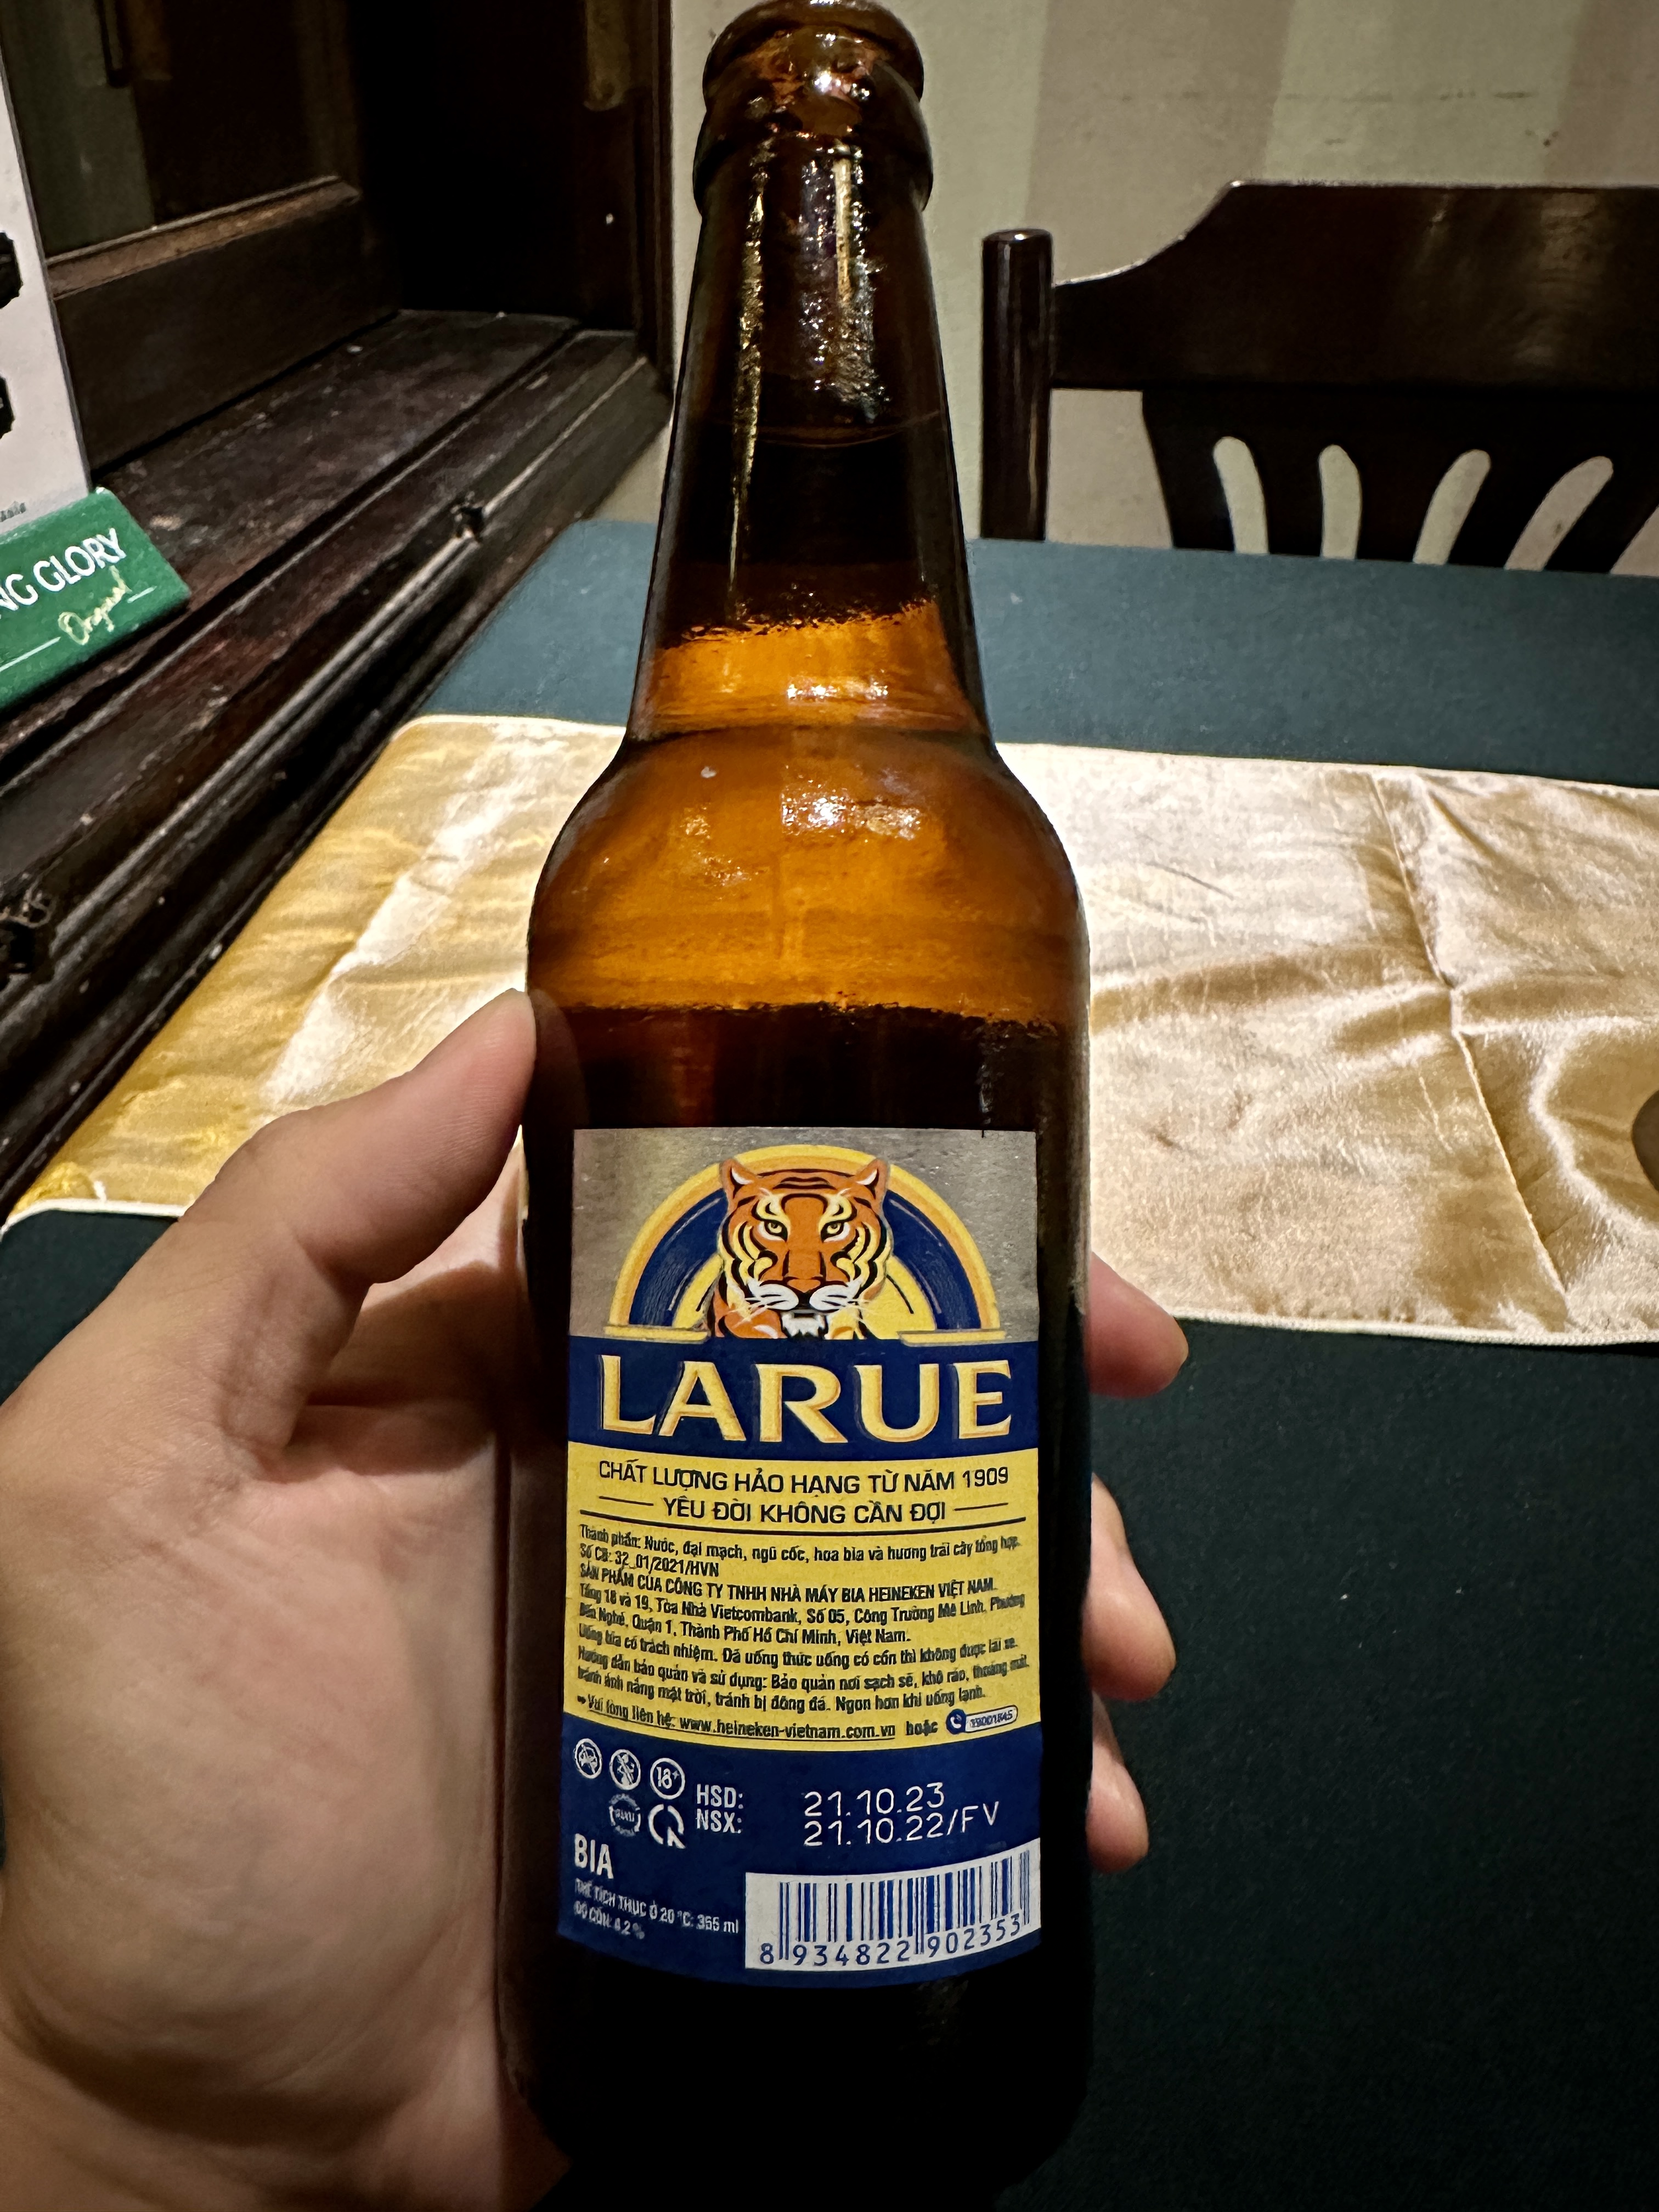 NG GLORY
Original
LARUE
CHẤT LƯỢNG HẢO HẠNG TỪ NĂM 1909
YÊU ĐỜI KHÔNG CẦN ĐỢI
Thành phần: Nước, đại mạch, ngũ cốc, hoa bia và hương trái cây tổng hợp.
Số CB: 32_01/2021/HVN
SẢN PHẨM CỦA CÔNG TY TNHH NHÀ MÁY BIA HEINEKEN VIỆT NAM.
Tầng 18 và 19, Tòa Nhà Vietcombank, Số 05, Công Trường Mê Linh, Phường
Bến Nghé, Quận 1, Thành Phố Hồ Chí Minh, Việt Nam.
Uống bia có trách nhiệm. Đã uống thức uống có cồn thì không được lái xe.
Hướng dẫn bảo quản và sử dụng: Bảo quản nơi sạch sẽ, khô ráo, thoáng mát,
tránh ánh nắng mặt trời, tránh bị đông đá. Ngon hơn khi uống lạnh.
Vui lòng liên hệ: www.heineken-vietnam.com.vn hoặc 19001845
18+
HSD: 21.10.23
NSX: 21.10.22/FV
BIA
THỂ TÍCH THỰC Ở 20 °C: 355 ml
ĐỘ CỒN: 4,2 %
8 934822 902353